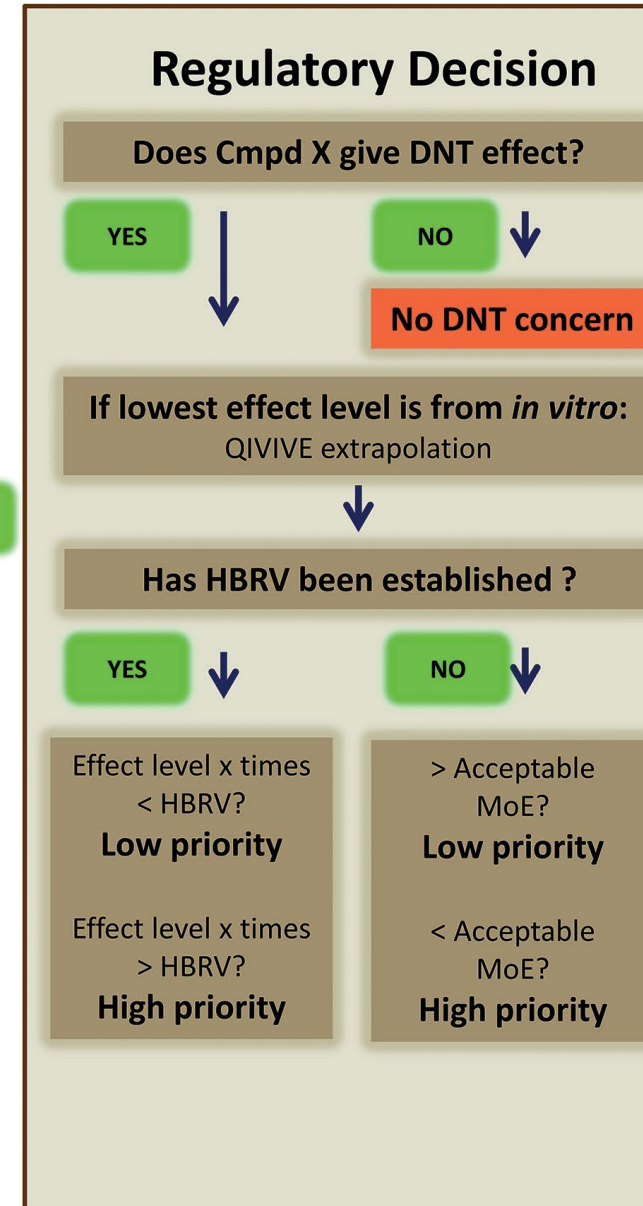 Regulatory Decision
Does Cmpd X give DNT effect?
YES
NO
No DNT concern
If lowest effect level is from in vitro:
QIVIVE extrapolation
Has HBRV been established ?
YES
NO
Effect level x times
< HBRV?
Low priority
Effect level x times
> HBRV?
High priority
> Acceptable
MoE?
Low priority
< Acceptable
MoE?
High priority